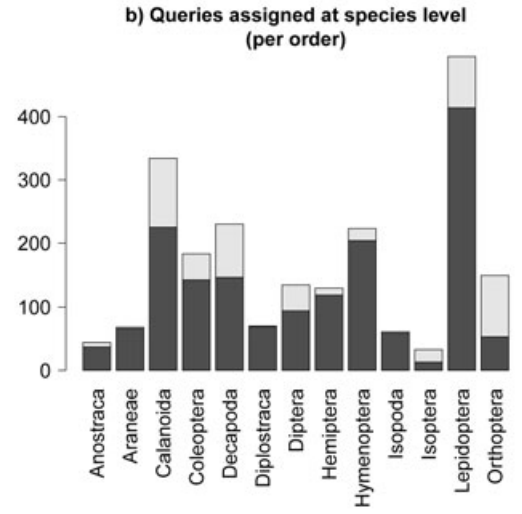 b) Queries assigned at species level
(per order)
400
300
200
100
0
Anostraca
Araneae
Calanoida
Coleoptera
Decapoda
Diplostraca
Diptera
Hemiptera
Hymenoptera
Isopoda
Isoptera
Lepidoptera
Orthoptera